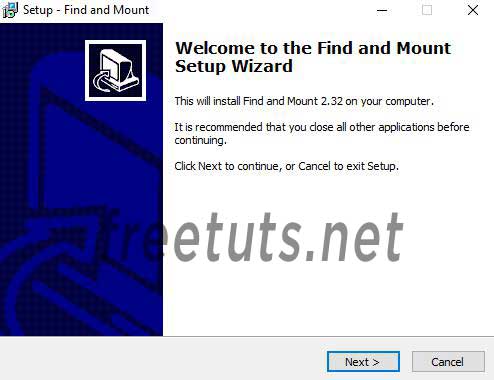 Setup - Find and Mount
Welcome to the Find and Mount
Setup Wizard
This will install Find and Mount 2.32 on your computer.
It is recommended that you close all other applications before
continuing.
Click Next to continue, or Cancel to exit Setup.
freetuts.net
Next >
Cancel